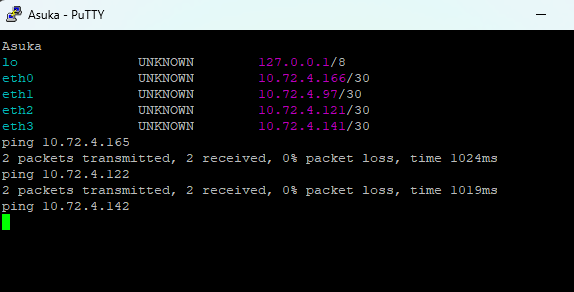 Asuka - PuTTY
Asuka
lo UNKNOWN 127.0.0.1/8
eth0 UNKNOWN 10.72.4.166/30
eth1 UNKNOWN 10.72.4.97/30
eth2 UNKNOWN 10.72.4.121/30
eth3 UNKNOWN 10.72.4.141/30
ping 10.72.4.165
2 packets transmitted, 2 received, 0% packet loss, time 1024ms
ping 10.72.4.122
2 packets transmitted, 2 received, 0% packet loss, time 1019ms
ping 10.72.4.142